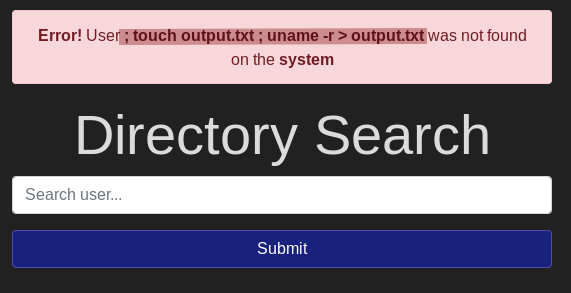 Error! User ; touch output.txt ; uname -r > output.txt was not found
on the system
Directory Search
Search user...
Submit